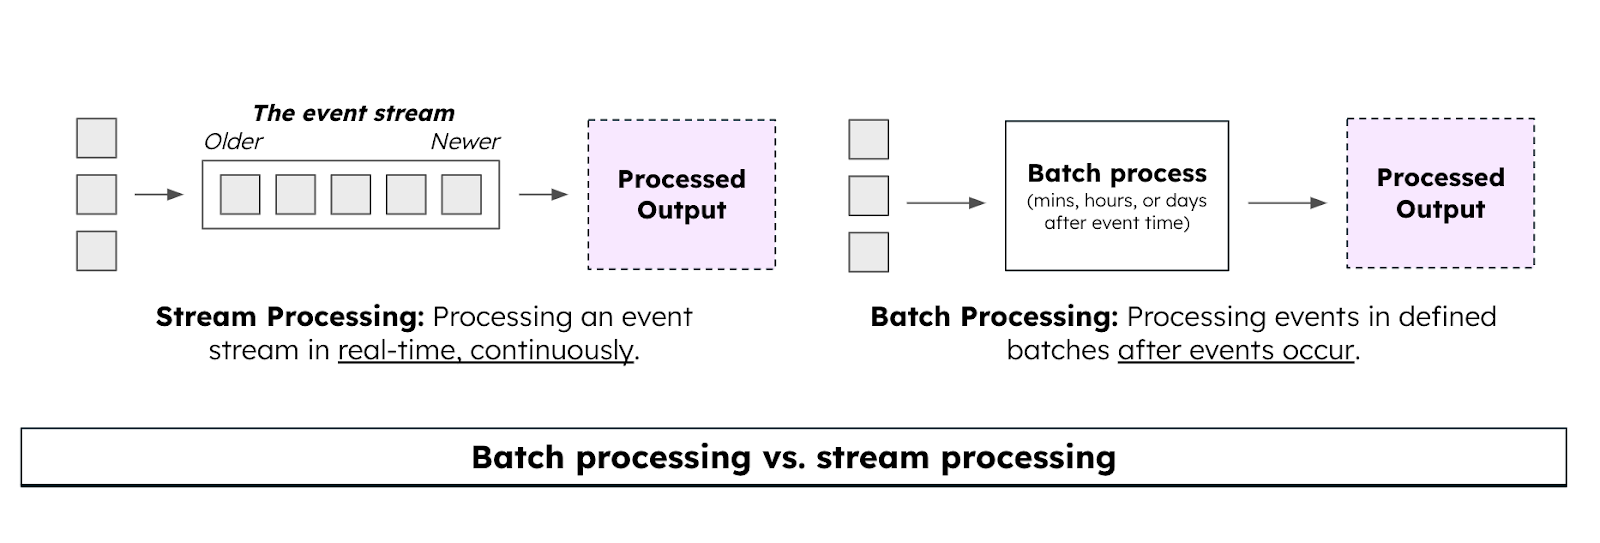 The event stream
Older
Newer
Processed
Output
Stream Processing: Processing an event
stream in real-time, continuously.
Batch process
(mins, hours, or days
after event time)
Processed
Output
Batch Processing: Processing events in defined
batches after events occur.
Batch processing vs. stream processing